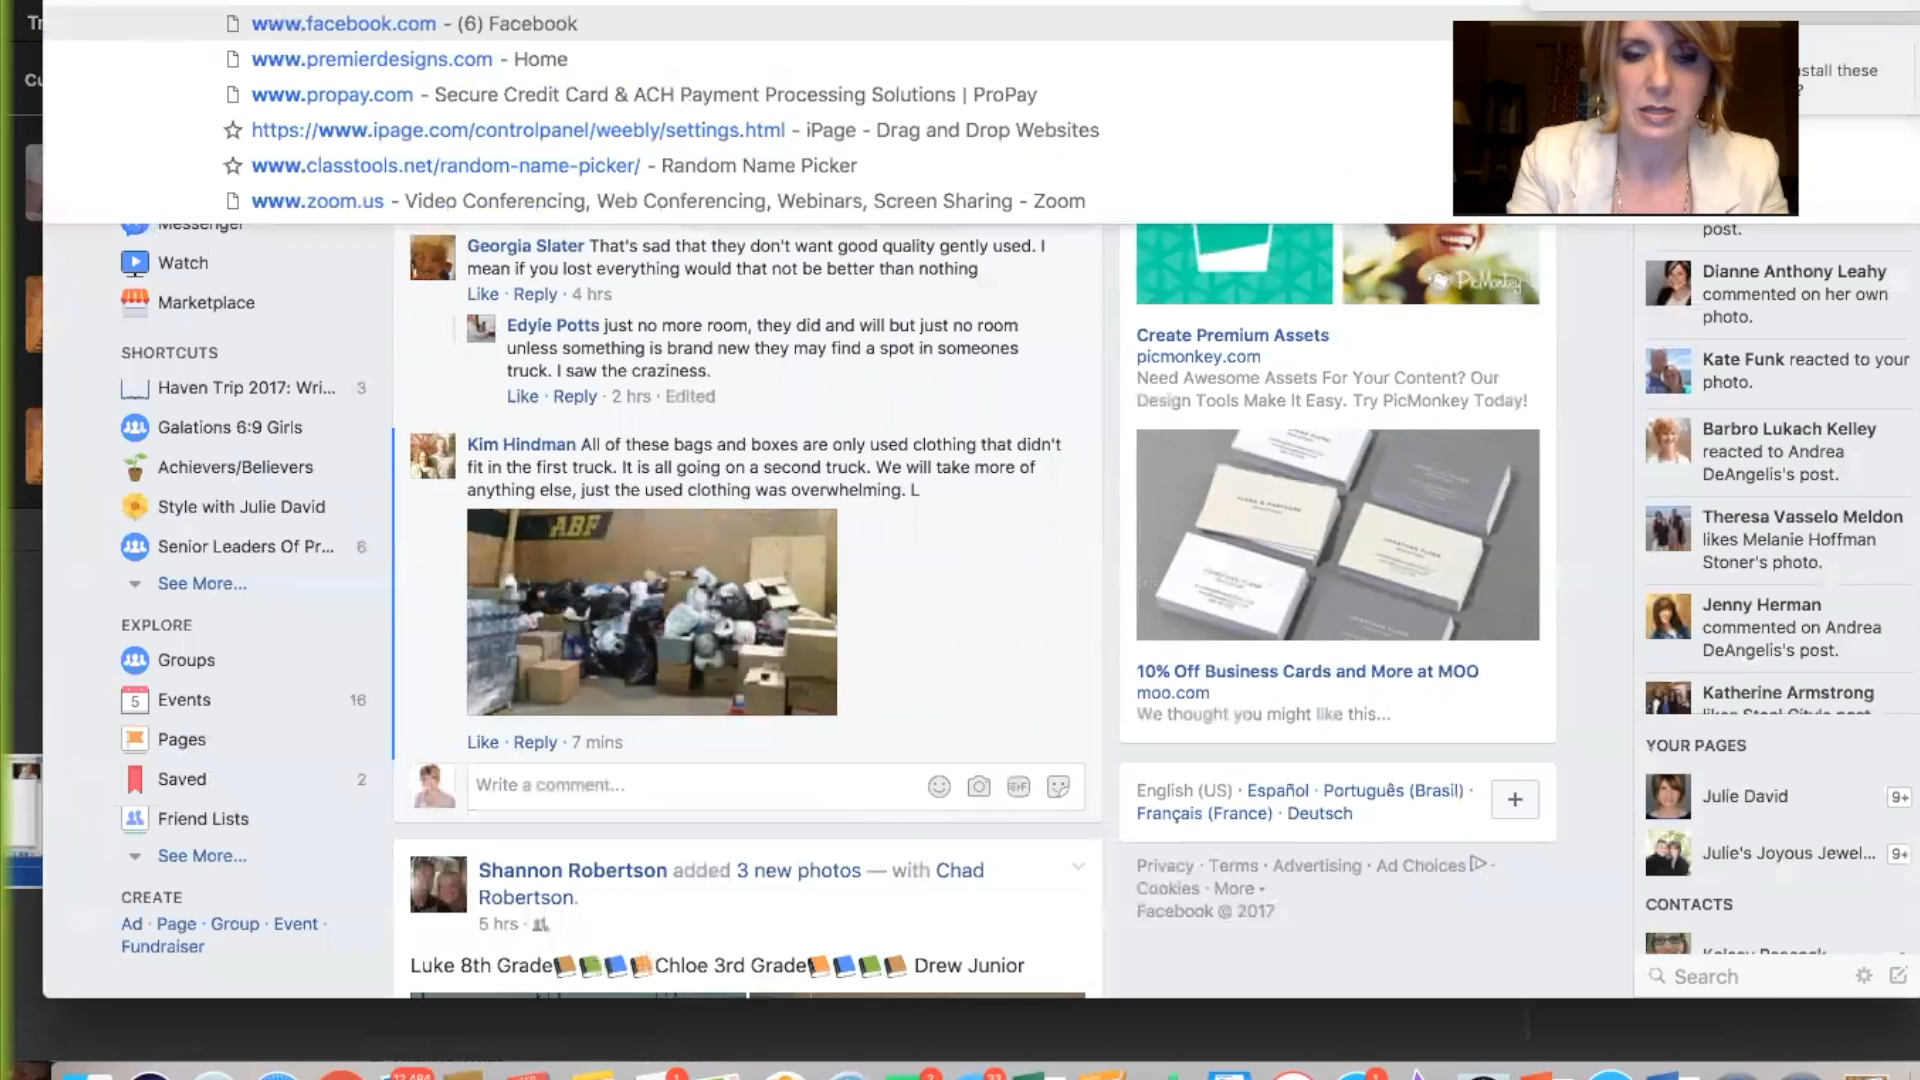 Tr
www.facebook.com - (6) Facebook
www.premierdesigns.com - Home
Cu
www.propay.com - Secure Credit Card & ACH Payment Processing Solutions | ProPay
https://www.ipage.com/controlpanel/weebly/settings.html - iPage - Drag and Drop Websites
www.classtools.net/random-name-picker/ - Random Name Picker
www.zoom.us - Video Conferencing, Web Conferencing, Webinars, Screen Sharing - Zoom
stall these
?
Messenger
Watch
Marketplace
SHORTCUTS
Haven Trip 2017: Wri... 3
Galations 6:9 Girls
Achievers/Believers
Style with Julie David
Senior Leaders Of Pr... 6
See More...
EXPLORE
Groups
5 Events 16
Pages
Saved 2
Friend Lists
See More...
CREATE
Ad · Page · Group · Event ·
Fundraiser
Georgia Slater That's sad that they don't want good quality gently used. I
mean if you lost everything would that not be better than nothing
Like · Reply · 4 hrs
Edyie Potts just no more room, they did and will but just no room
unless something is brand new they may find a spot in someones
truck. I saw the craziness.
Like · Reply · 2 hrs · Edited
Kim Hindman All of these bags and boxes are only used clothing that didn't
fit in the first truck. It is all going on a second truck. We will take more of
anything else, just the used clothing was overwhelming. L
ABF
Like · Reply · 7 mins
Write a comment...
GIF
Shannon Robertson added 3 new photos — with Chad
Robertson.
5 hrs ·
Luke 8th Grade Chloe 3rd Grade Drew Junior
PicMonkey
Create Premium Assets
picmonkey.com
Need Awesome Assets For Your Content? Our
Design Tools Make It Easy. Try PicMonkey Today!
10% Off Business Cards and More at MOO
moo.com
We thought you might like this...
English (US) · Español · Português (Brasil) ·
Français (France) · Deutsch
+
Privacy · Terms · Advertising · Ad Choices ·
Cookies · More
Facebook © 2017
post.
Dianne Anthony Leahy
commented on her own
photo.
Kate Funk reacted to your
photo.
Barbro Lukach Kelley
reacted to Andrea
DeAngelis's post.
Theresa Vasselo Meldon
likes Melanie Hoffman
Stoner's photo.
Jenny Herman
commented on Andrea
DeAngelis's post.
Katherine Armstrong
YOUR PAGES
Julie David 9+
Julie's Joyous Jewel... 9+
CONTACTS
Search